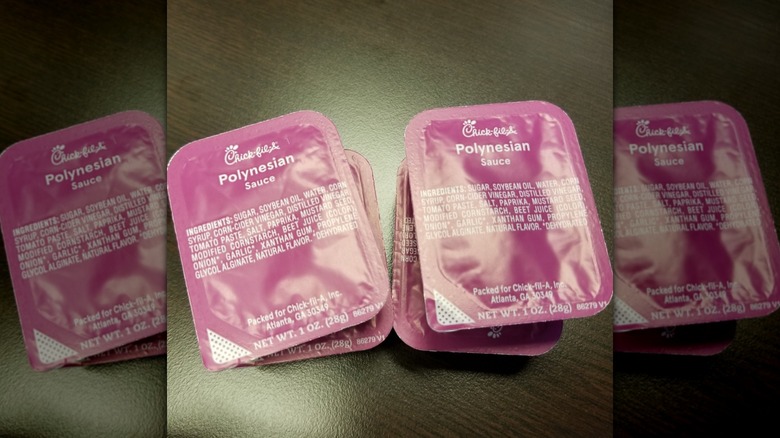 Chick-fil-A
Polynesian
Sauce
INGREDIENTS: SUGAR, SOYBEAN OIL, WATER, CORN
SYRUP, CORN-CIDER VINEGAR, DISTILLED VINEGAR,
TOMATO PASTE, SALT, PAPRIKA, MUSTARD SEED,
MODIFIED CORNSTARCH, BEET JUICE (COLOR),
ONION*, GARLIC*, XANTHAN GUM, PROPYLENE
GLYCOL ALGINATE, NATURAL FLAVOR. *DEHYDRATED
Packed for Chick-fil-A, Inc.
Atlanta, GA 30349
NET WT. 1 OZ. (28g) 86279 V1
Chick-fil-A
Polynesian
Sauce
INGREDIENTS: SUGAR, SOYBEAN OIL, WATER, CORN
SYRUP, CORN-CIDER VINEGAR, DISTILLED VINEGAR,
TOMATO PASTE, SALT, PAPRIKA, MUSTARD SEED,
MODIFIED CORNSTARCH, BEET JUICE
ONION*, GARLIC*, XANTHAN GUM, PROPYLENE
GLYCOL ALGINATE, NATURAL FLAVOR. *DEHYDRATED
Packed for Chick-fil-A, Inc.
Atlanta, GA 30349
NET WT. 1 OZ. (28g) 86279 V1